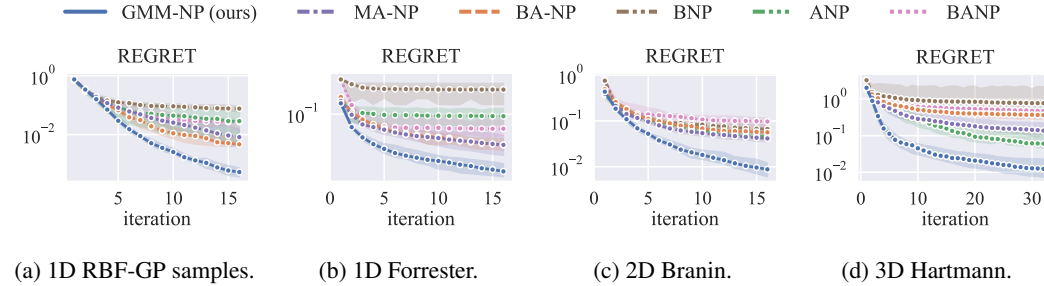 GMM-NP (ours) MA-NP BA-NP BNP ANP BANP
REGRET REGRET REGRET REGRET
10^0 10^-2 5 10 15 iteration
10^-1 0 5 10 15 iteration
10^0 10^-1 10^-2 0 5 10 15 iteration
10^0 10^-1 10^-2 0 10 20 30 iteration
(a) 1D RBF-GP samples. (b) 1D Forrester. (c) 2D Branin. (d) 3D Hartmann.